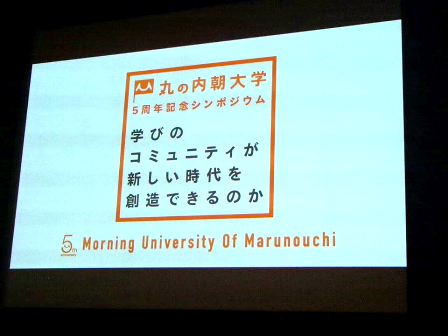 丸の内朝大学
5周年記念シンポジウム
学びの
コミュニティが
新しい時代を
創造できるのか
5th Morning University Of Marunouchi